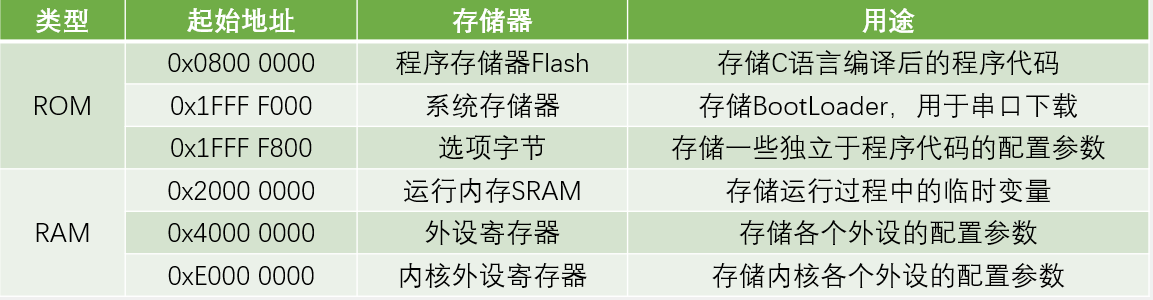 类型 起始地址 存储器 用途
0x0800 0000 程序存储器Flash 存储C语言编译后的程序代码
ROM 0x1FFF F000 系统存储器 存储BootLoader，用于串口下载
0x1FFF F800 选项字节 存储一些独立于程序代码的配置参数
0x2000 0000 运行内存SRAM 存储运行过程中的临时变量
RAM 0x4000 0000 外设寄存器 存储各个外设的配置参数
0xE000 0000 内核外设寄存器 存储内核各个外设的配置参数